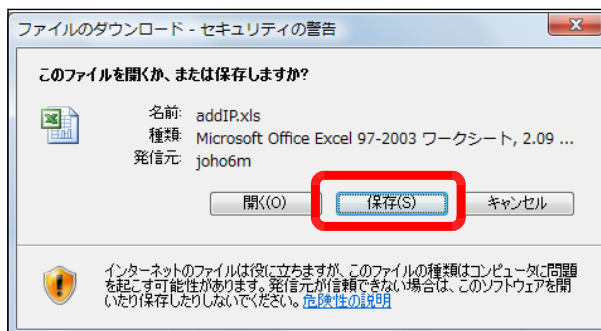 ファイルのダウンロード - セキュリティの警告
このファイルを開くか、または保存しますか?
名前: addIP.xls
種類: Microsoft Office Excel 97-2003 ワークシート, 2.09 ...
発信元: joho6m
開く(O) 保存(S) キャンセル
インターネットのファイルは役に立ちますが、このファイルの種類はコンピュータに問題
を起こす可能性があります。発信元が信頼できない場合は、このソフトウェアを開
いたり保存したりしないでください。危険性の説明